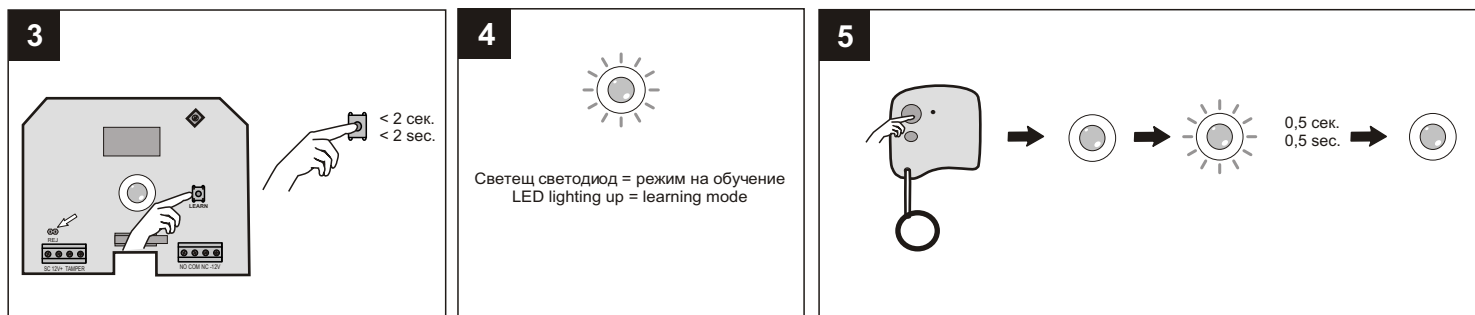 3
< 2 сек.
< 2 sec.
LEARN
REJ
SC 12V+ TAMPER
NO COM NC -12V
4
Светещ светодиод = режим на обучение
LED lighting up = learning mode
5
0,5 сек.
0,5 sec.